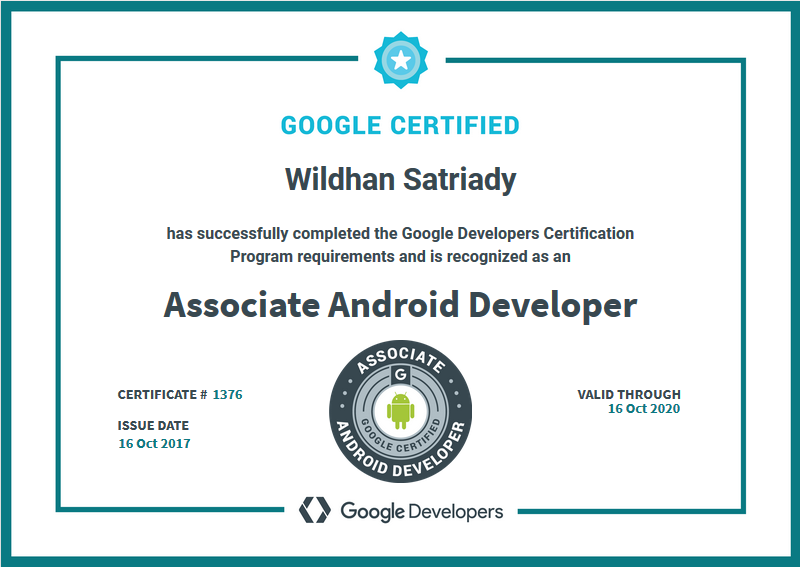 GOOGLE CERTIFIED
Wildhan Satriady
has successfully completed the Google Developers Certification
Program requirements and is recognized as an
Associate Android Developer
CERTIFICATE # 1376
ISSUE DATE
16 Oct 2017
ASSOCIATE
G
GOOGLE CERTIFIED
ANDROID DEVELOPER
VALID THROUGH
16 Oct 2020
Google Developers